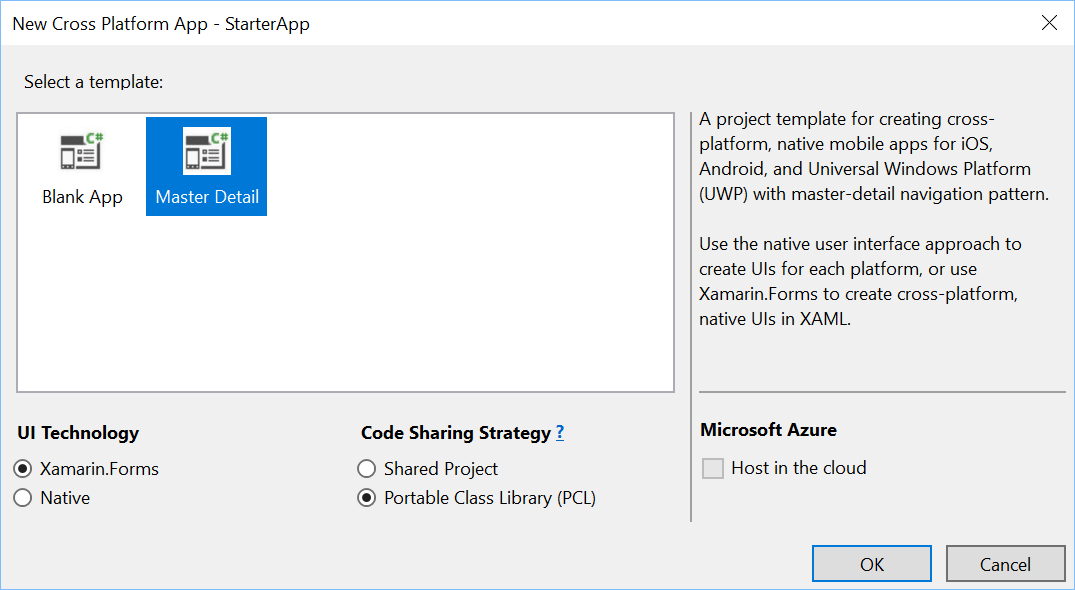 New Cross Platform App - StarterApp
Select a template:
C#
Blank App
C#
Master Detail
A project template for creating cross-
platform, native mobile apps for iOS,
Android, and Universal Windows Platform
(UWP) with master-detail navigation pattern.
Use the native user interface approach to
create UIs for each platform, or use
Xamarin.Forms to create cross-platform,
native UIs in XAML.
UI Technology
Xamarin.Forms
Native
Code Sharing Strategy ?
Shared Project
Portable Class Library (PCL)
Microsoft Azure
Host in the cloud
OK
Cancel